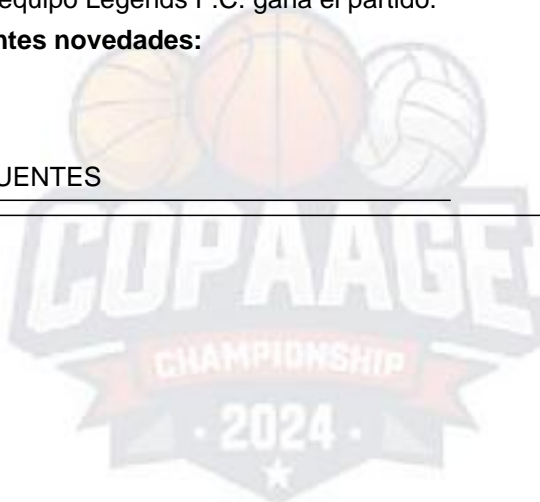 equipo Legends F.C. gana el partido.
ntes novedades:
UENTES
COPAAGE
CHAMPIONSHIP
· 2024 ·